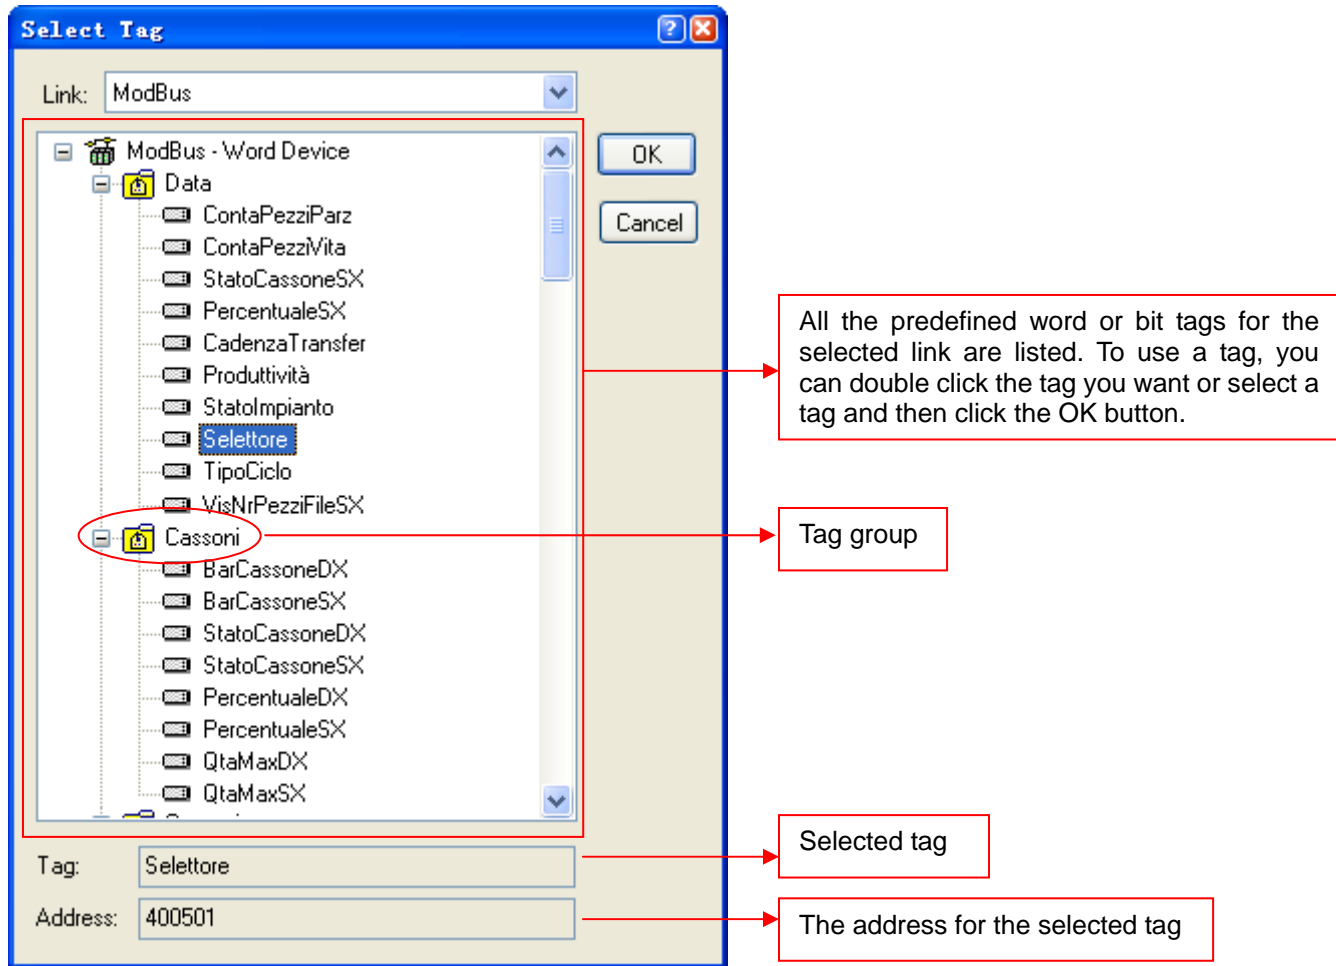 Select Tag
Link: ModBus
ModBus - Word Device
Data
ContaPezziParz
ContaPezziVita
StatoCassoneSX
PercentualeSX
CadenzaTransfer
Produttività
StatoImpianto
Selettore
TipoCiclo
VisNrPezziFileSX
Cassoni
BarCassoneDX
BarCassoneSX
StatoCassoneDX
StatoCassoneSX
PercentualeDX
PercentualeSX
QtaMaxDX
QtaMaxSX
OK
Cancel
Tag: Selettore
Address: 400501
All the predefined word or bit tags for the
selected link are listed. To use a tag, you
can double click the tag you want or select a
tag and then click the OK button.
Tag group
Selected tag
The address for the selected tag